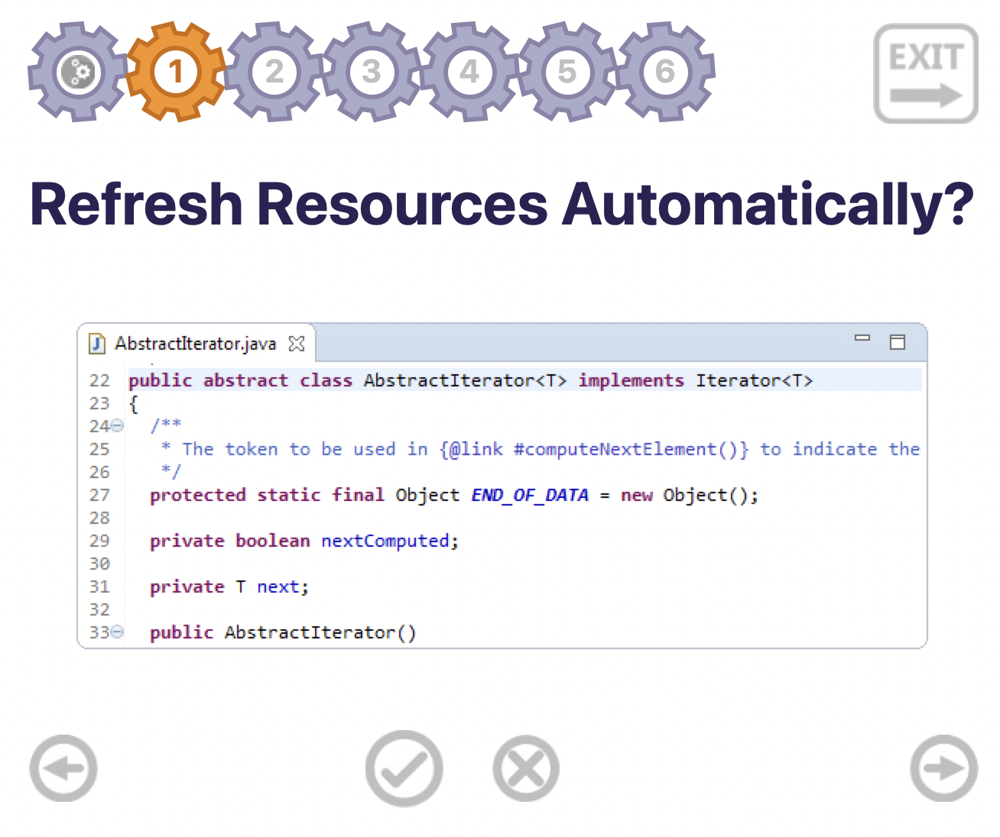 1 2 3 4 5 6
EXIT
Refresh Resources Automatically?
J AbstractIterator.java
22 public abstract class AbstractIterator<T> implements Iterator<T>
23 {
24 /**
25 * The token to be used in {@link #computeNextElement()} to indicate the
26 */
27 protected static final Object END_OF_DATA = new Object();
28
29 private boolean nextComputed;
30
31 private T next;
32
33 public AbstractIterator()